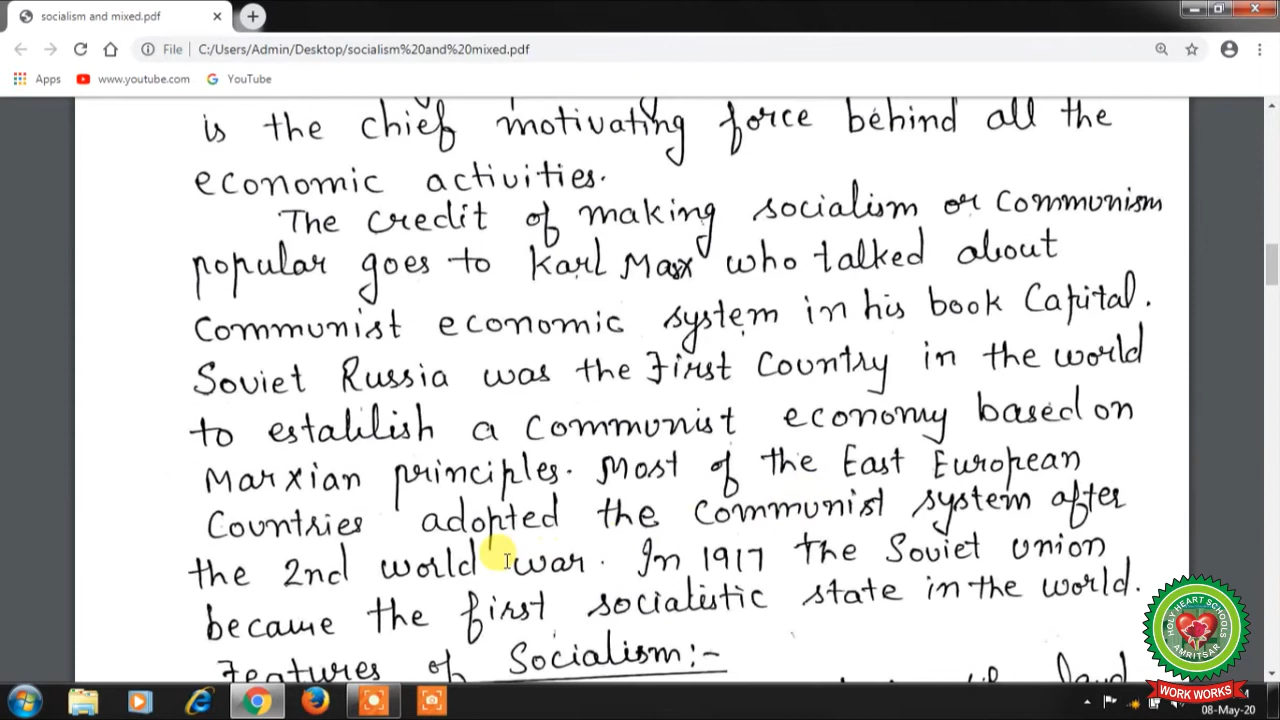 socialism and mixed.pdf
File C:/Users/Admin/Desktop/socialism%20and%20mixed.pdf
Apps www.youtube.com YouTube
is the chief motivating force behind all the
economic activities.
The credit of making socialism or communism
popular goes to Karl Marx who talked about
communist economic system in his book Capital.
Soviet Russia was the First Country in the world
to establish a communist economy based on
Marxian principles. Most of the East European
Countries adopted the communist system after
the 2nd world war. In 1917 the Soviet union
became the first socialistic state in the world.
Features of Socialism:-
land
HOLY HEART SCHOOLS
AMRITSAR
WORK WORKS
08-May-20